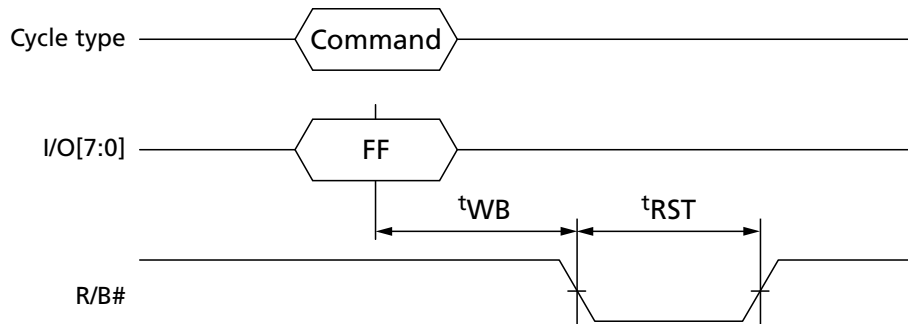 Cycle type
Command
I/O[7:0]
FF
tWB
tRST
R/B#